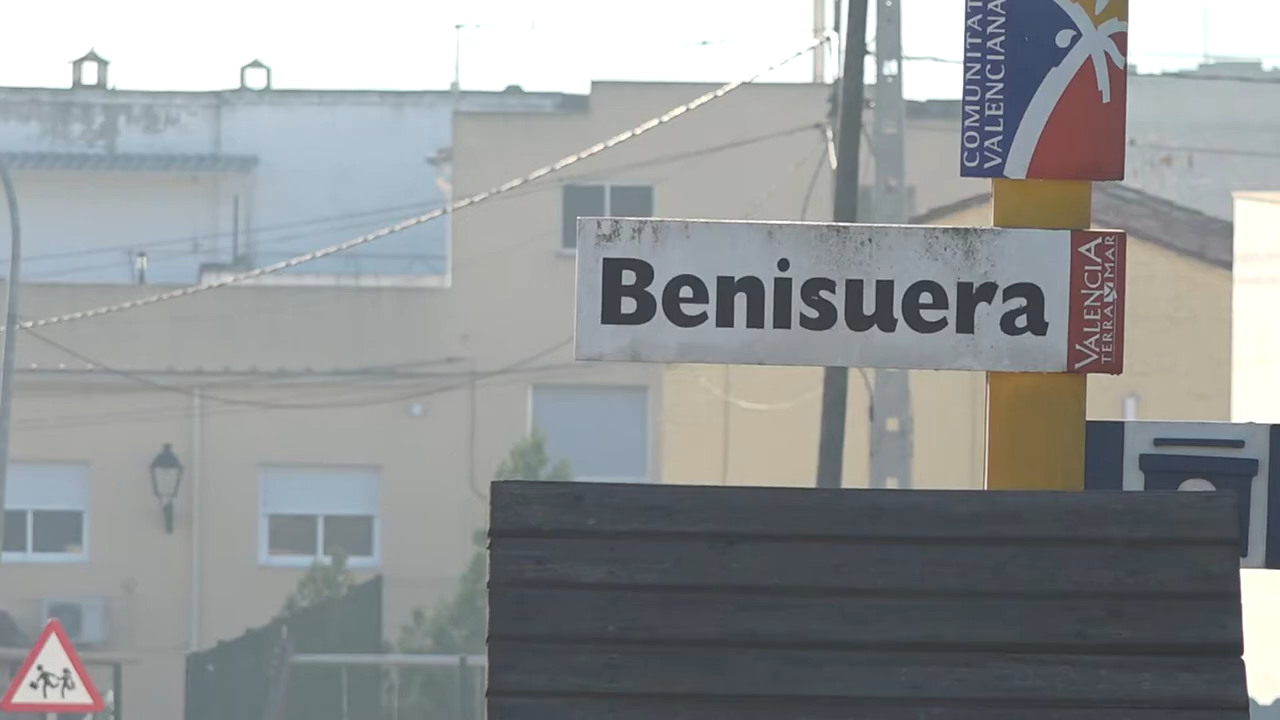 COMUNITAT
VALENCIANA
Benisuera
VALENCIA
TERRA Y MAR